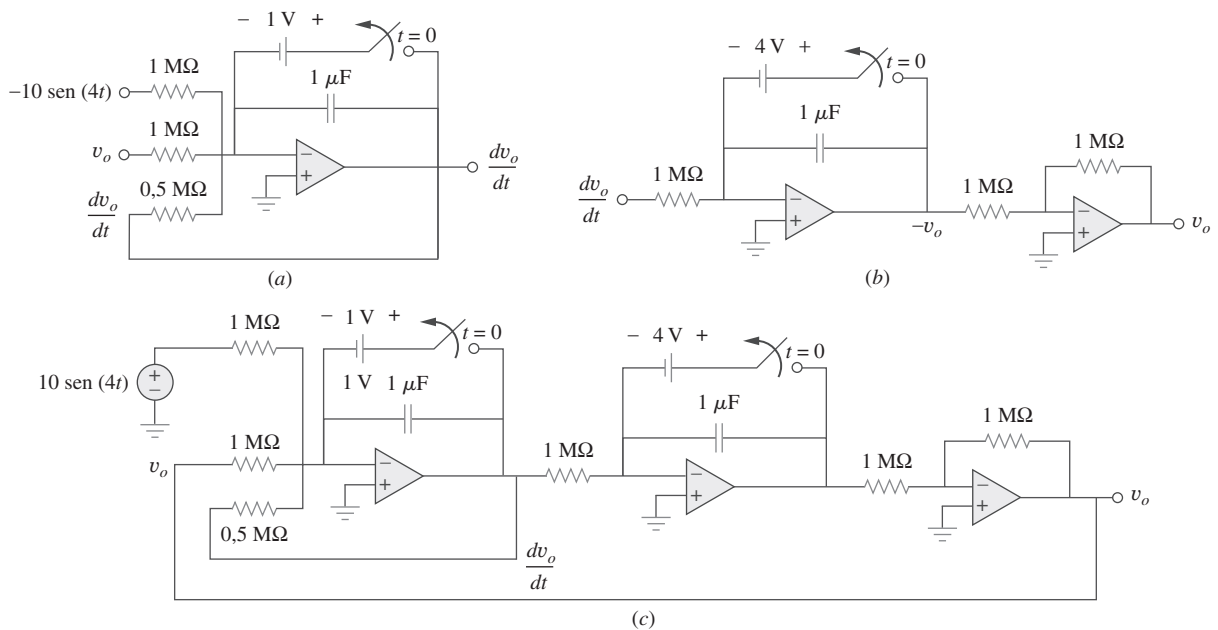 − 1 V +
t = 0
1 MΩ
1 μF
−10 sen (4t)
1 MΩ
v_o
0,5 MΩ
dv_o
dt
−
+
dv_o
dt
(a)
− 4 V +
t = 0
1 μF
1 MΩ
1 MΩ
1 MΩ
dv_o
dt
−
+
−v_o
−
+
v_o
(b)
1 MΩ
− 1 V +
t = 0
10 sen (4t)
+
−
1 V 1 μF
1 MΩ
v_o
0,5 MΩ
−
+
dv_o
dt
1 MΩ
− 4 V +
t = 0
1 μF
−
+
1 MΩ
1 MΩ
−
+
v_o
(c)